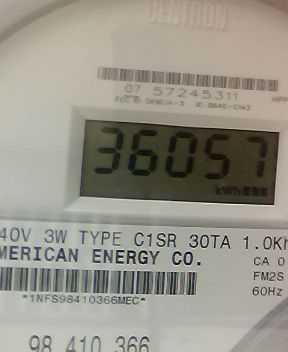 CENTRON®
07 57245311
36057
kWh
40V 3W TYPE C1SR 30TA 1.0Kh
MERICAN ENERGY CO.
CA 0
FM2S
60Hz
*1NFS98410366MEC*
98 410 366